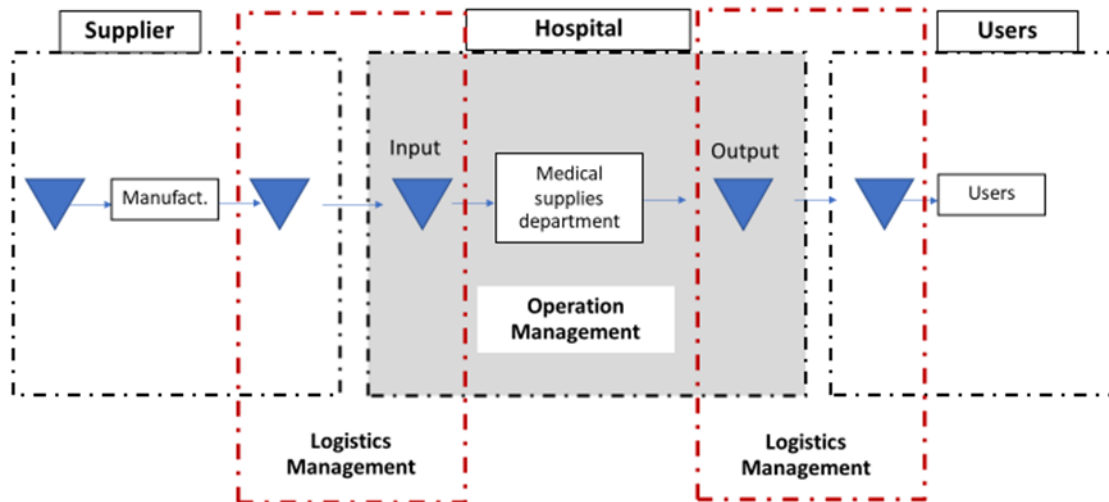 Supplier
Hospital
Users
Input
Output
Manufact.
Medical
supplies
department
Users
Operation
Management
Logistics
Management
Logistics
Management